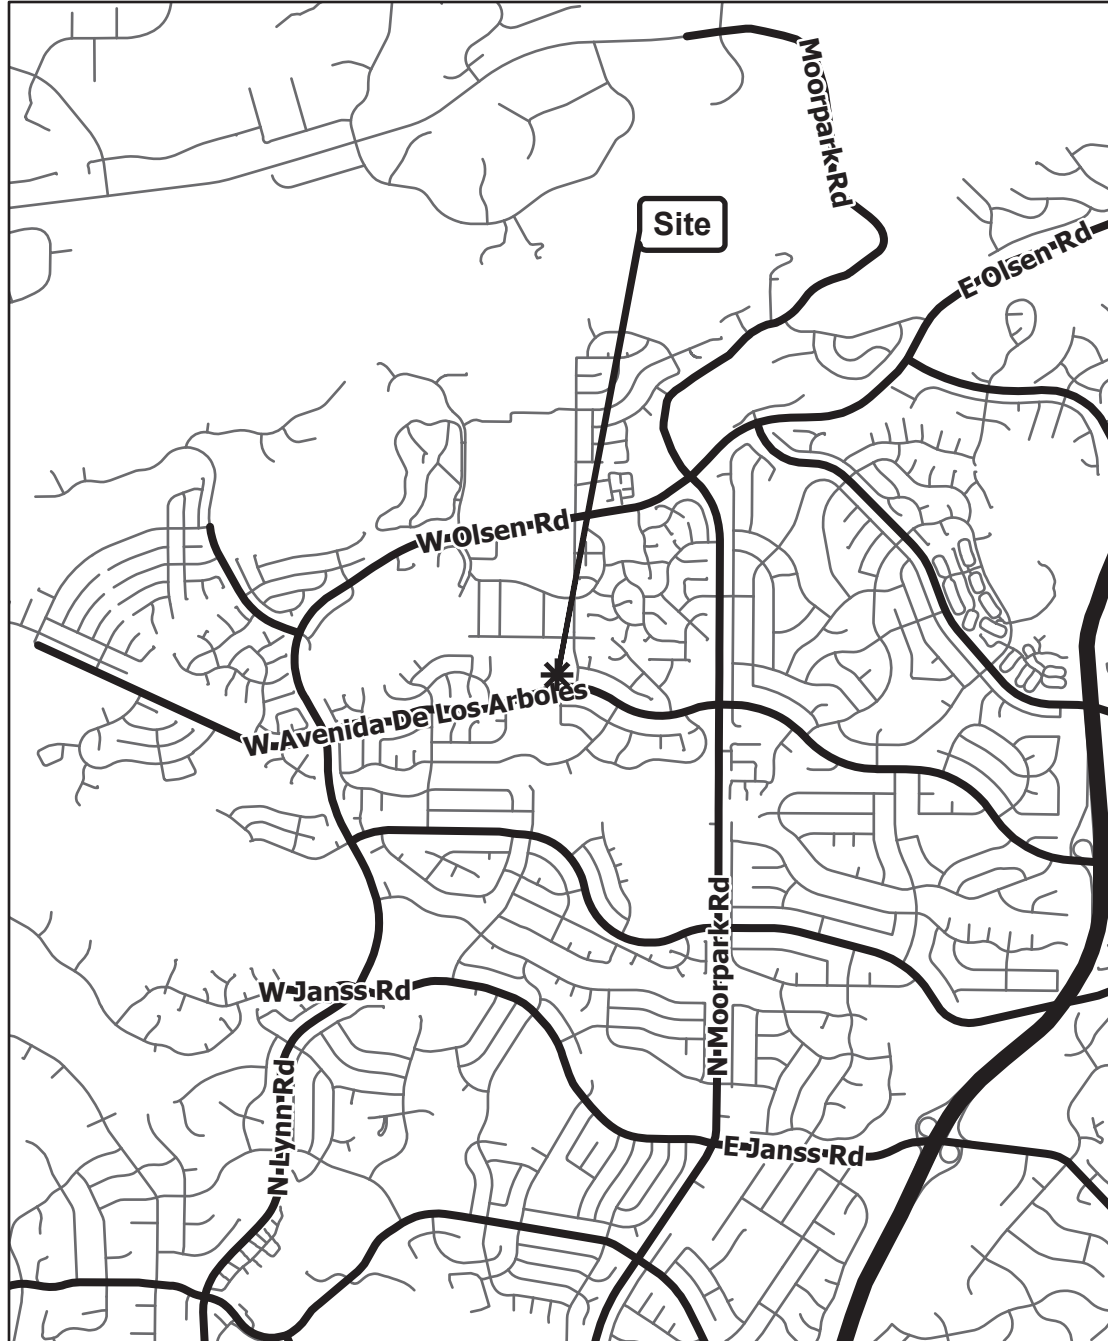 Moorpark Rd
Site
E Olsen Rd
W Olsen Rd
W Avenida De Los Arboles
N Moorpark Rd
W Janss Rd
N Lynn Rd
E Janss Rd